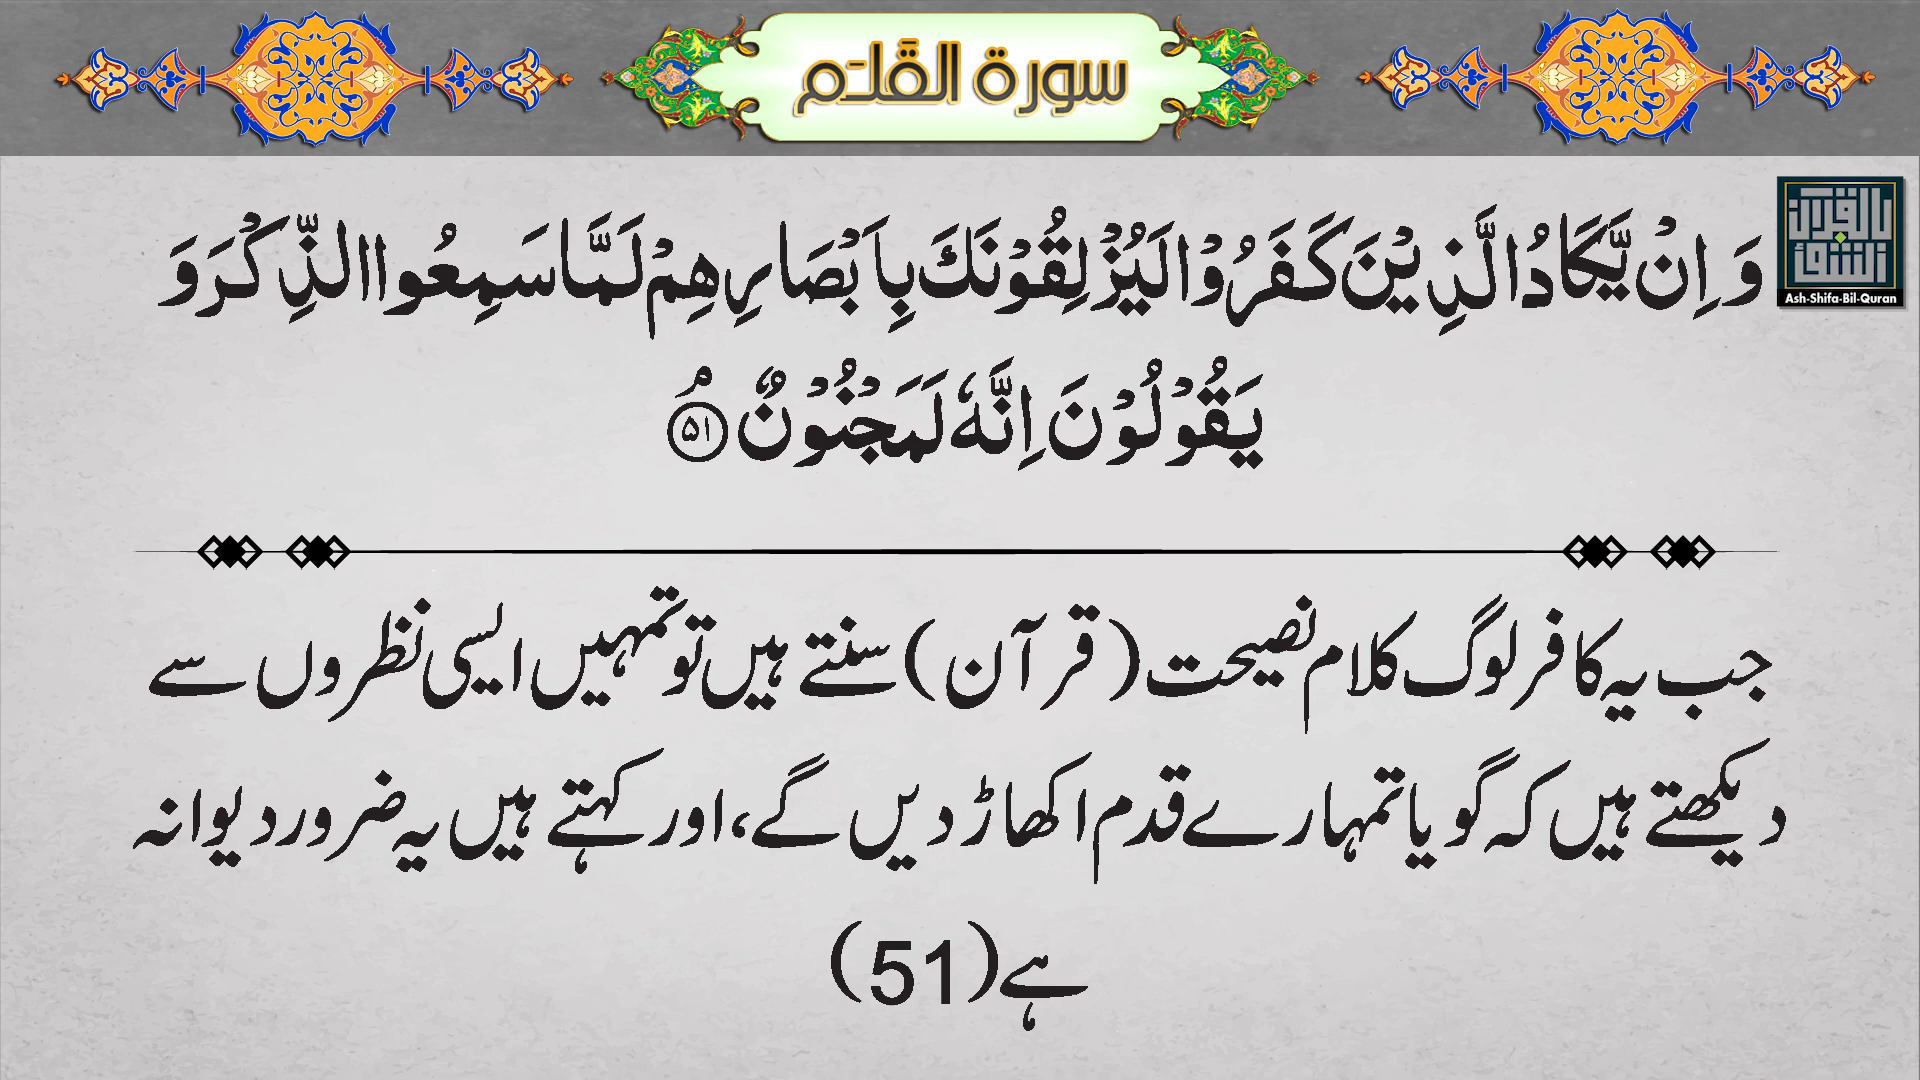 سورة القَلَم
وَ اِنْ یَّكَادُ الَّذِیْنَ كَفَرُوْا لَیُزْلِقُوْنَكَ بِاَبْصَارِهِمْ لَمَّا سَمِعُوا الذِّكْرَ وَ
یَقُوْلُوْنَ اِنَّهٗ لَمَجْنُوْنٌۘ ۝۵۱
جب یہ کافر لوگ کلام نصیحت (قرآن) سنتے ہیں تو تمہیں ایسی نظروں سے
دیکھتے ہیں کہ گویا تمہارے قدم اکھاڑ دیں گے، اور کہتے ہیں یہ ضرور دیوانہ
ہے(51)
Ash-Shifa-Bil-Quran